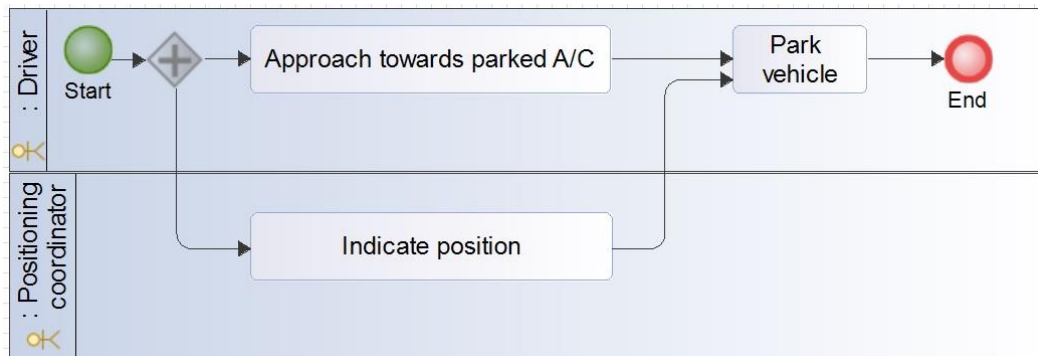 : Driver
Start
Approach towards parked A/C
Park
vehicle
End
: Positioning
coordinator
Indicate position